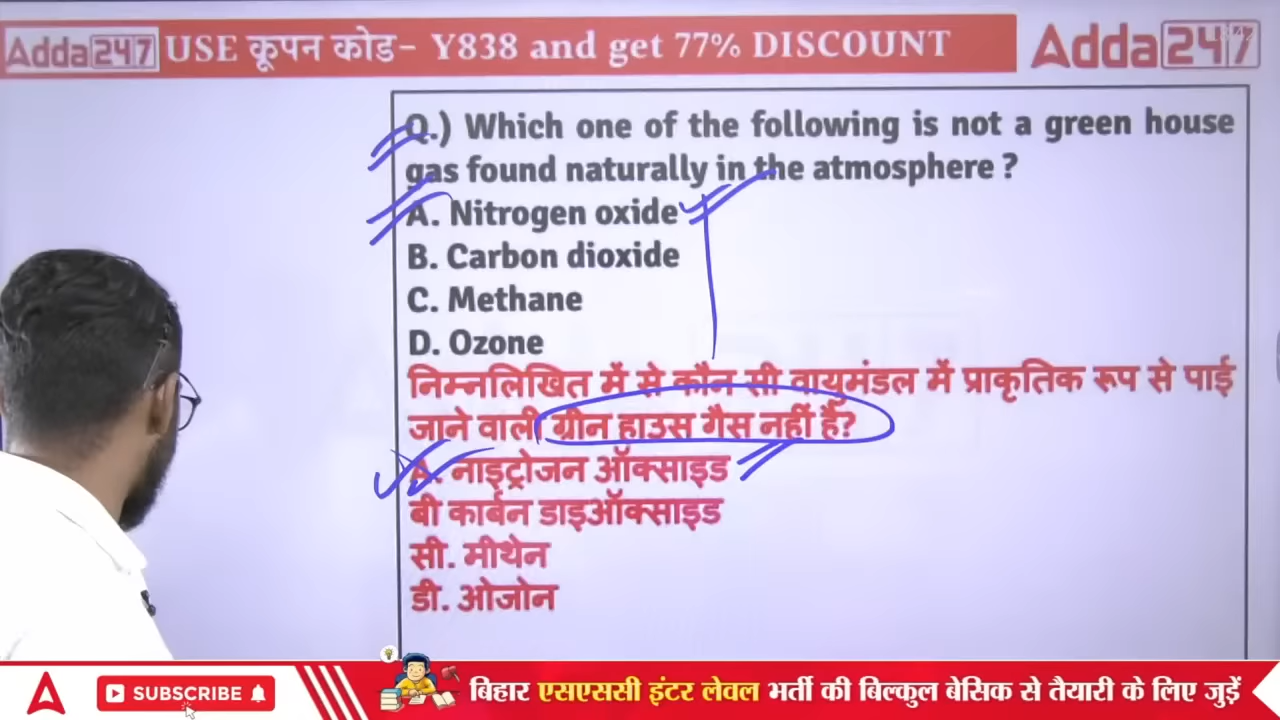 Adda247 USE कूपन कोड- Y838 and get 77% DISCOUNT Adda247
Q.) Which one of the following is not a green house
gas found naturally in the atmosphere ?
A. Nitrogen oxide
B. Carbon dioxide
C. Methane
D. Ozone
निम्नलिखित में से कौन सी वायुमंडल में प्राकृतिक रूप से पाई
जाने वाली ग्रीन हाउस गैस नहीं है?
A. नाइट्रोजन ऑक्साइड
बी कार्बन डाइऑक्साइड
सी. मीथेन
डी. ओजोन
SUBSCRIBE बिहार एसएससी इंटर लेवल भर्ती की बिल्कुल बेसिक से तैयारी के लिए जुड़ें